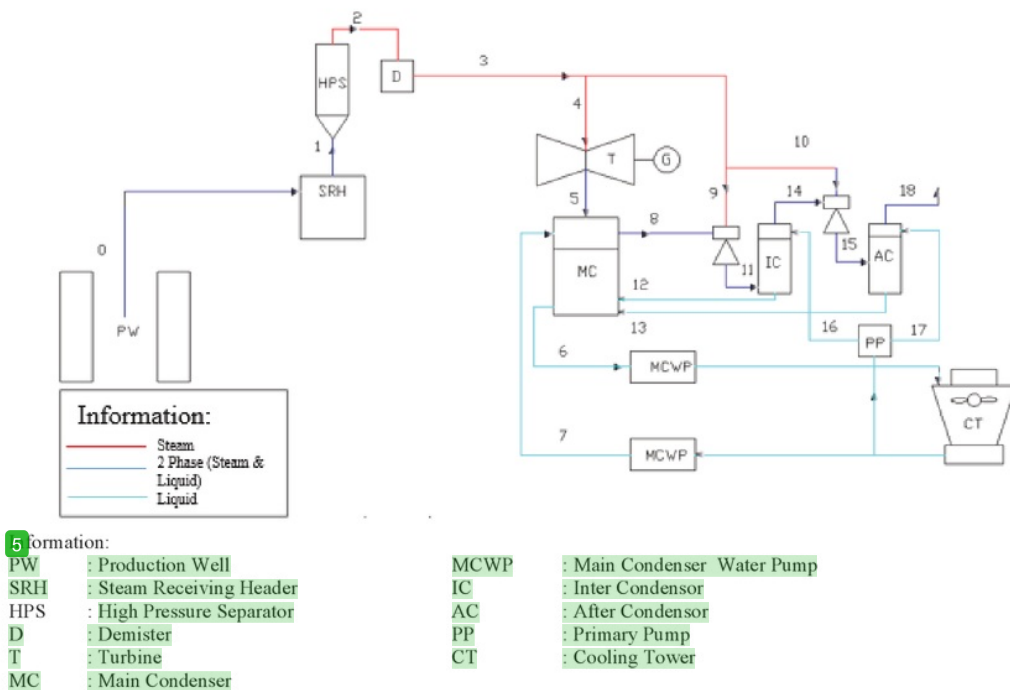 2
HPS
D
3
4
10
1
SRH
T
G
9
14
18
5
8
15
0
MC
11
IC
AC
12
PW
13
16
PP
17
6
MCWP
CT
7
MCWP
Information:
Steam
2 Phase (Steam &
Liquid)
Liquid
5 formation:
PW : Production Well
SRH : Steam Receiving Header
HPS : High Pressure Separator
D : Demister
T : Turbine
MC : Main Condenser
MCWP : Main Condenser Water Pump
IC : Inter Condensor
AC : After Condensor
PP : Primary Pump
CT : Cooling Tower